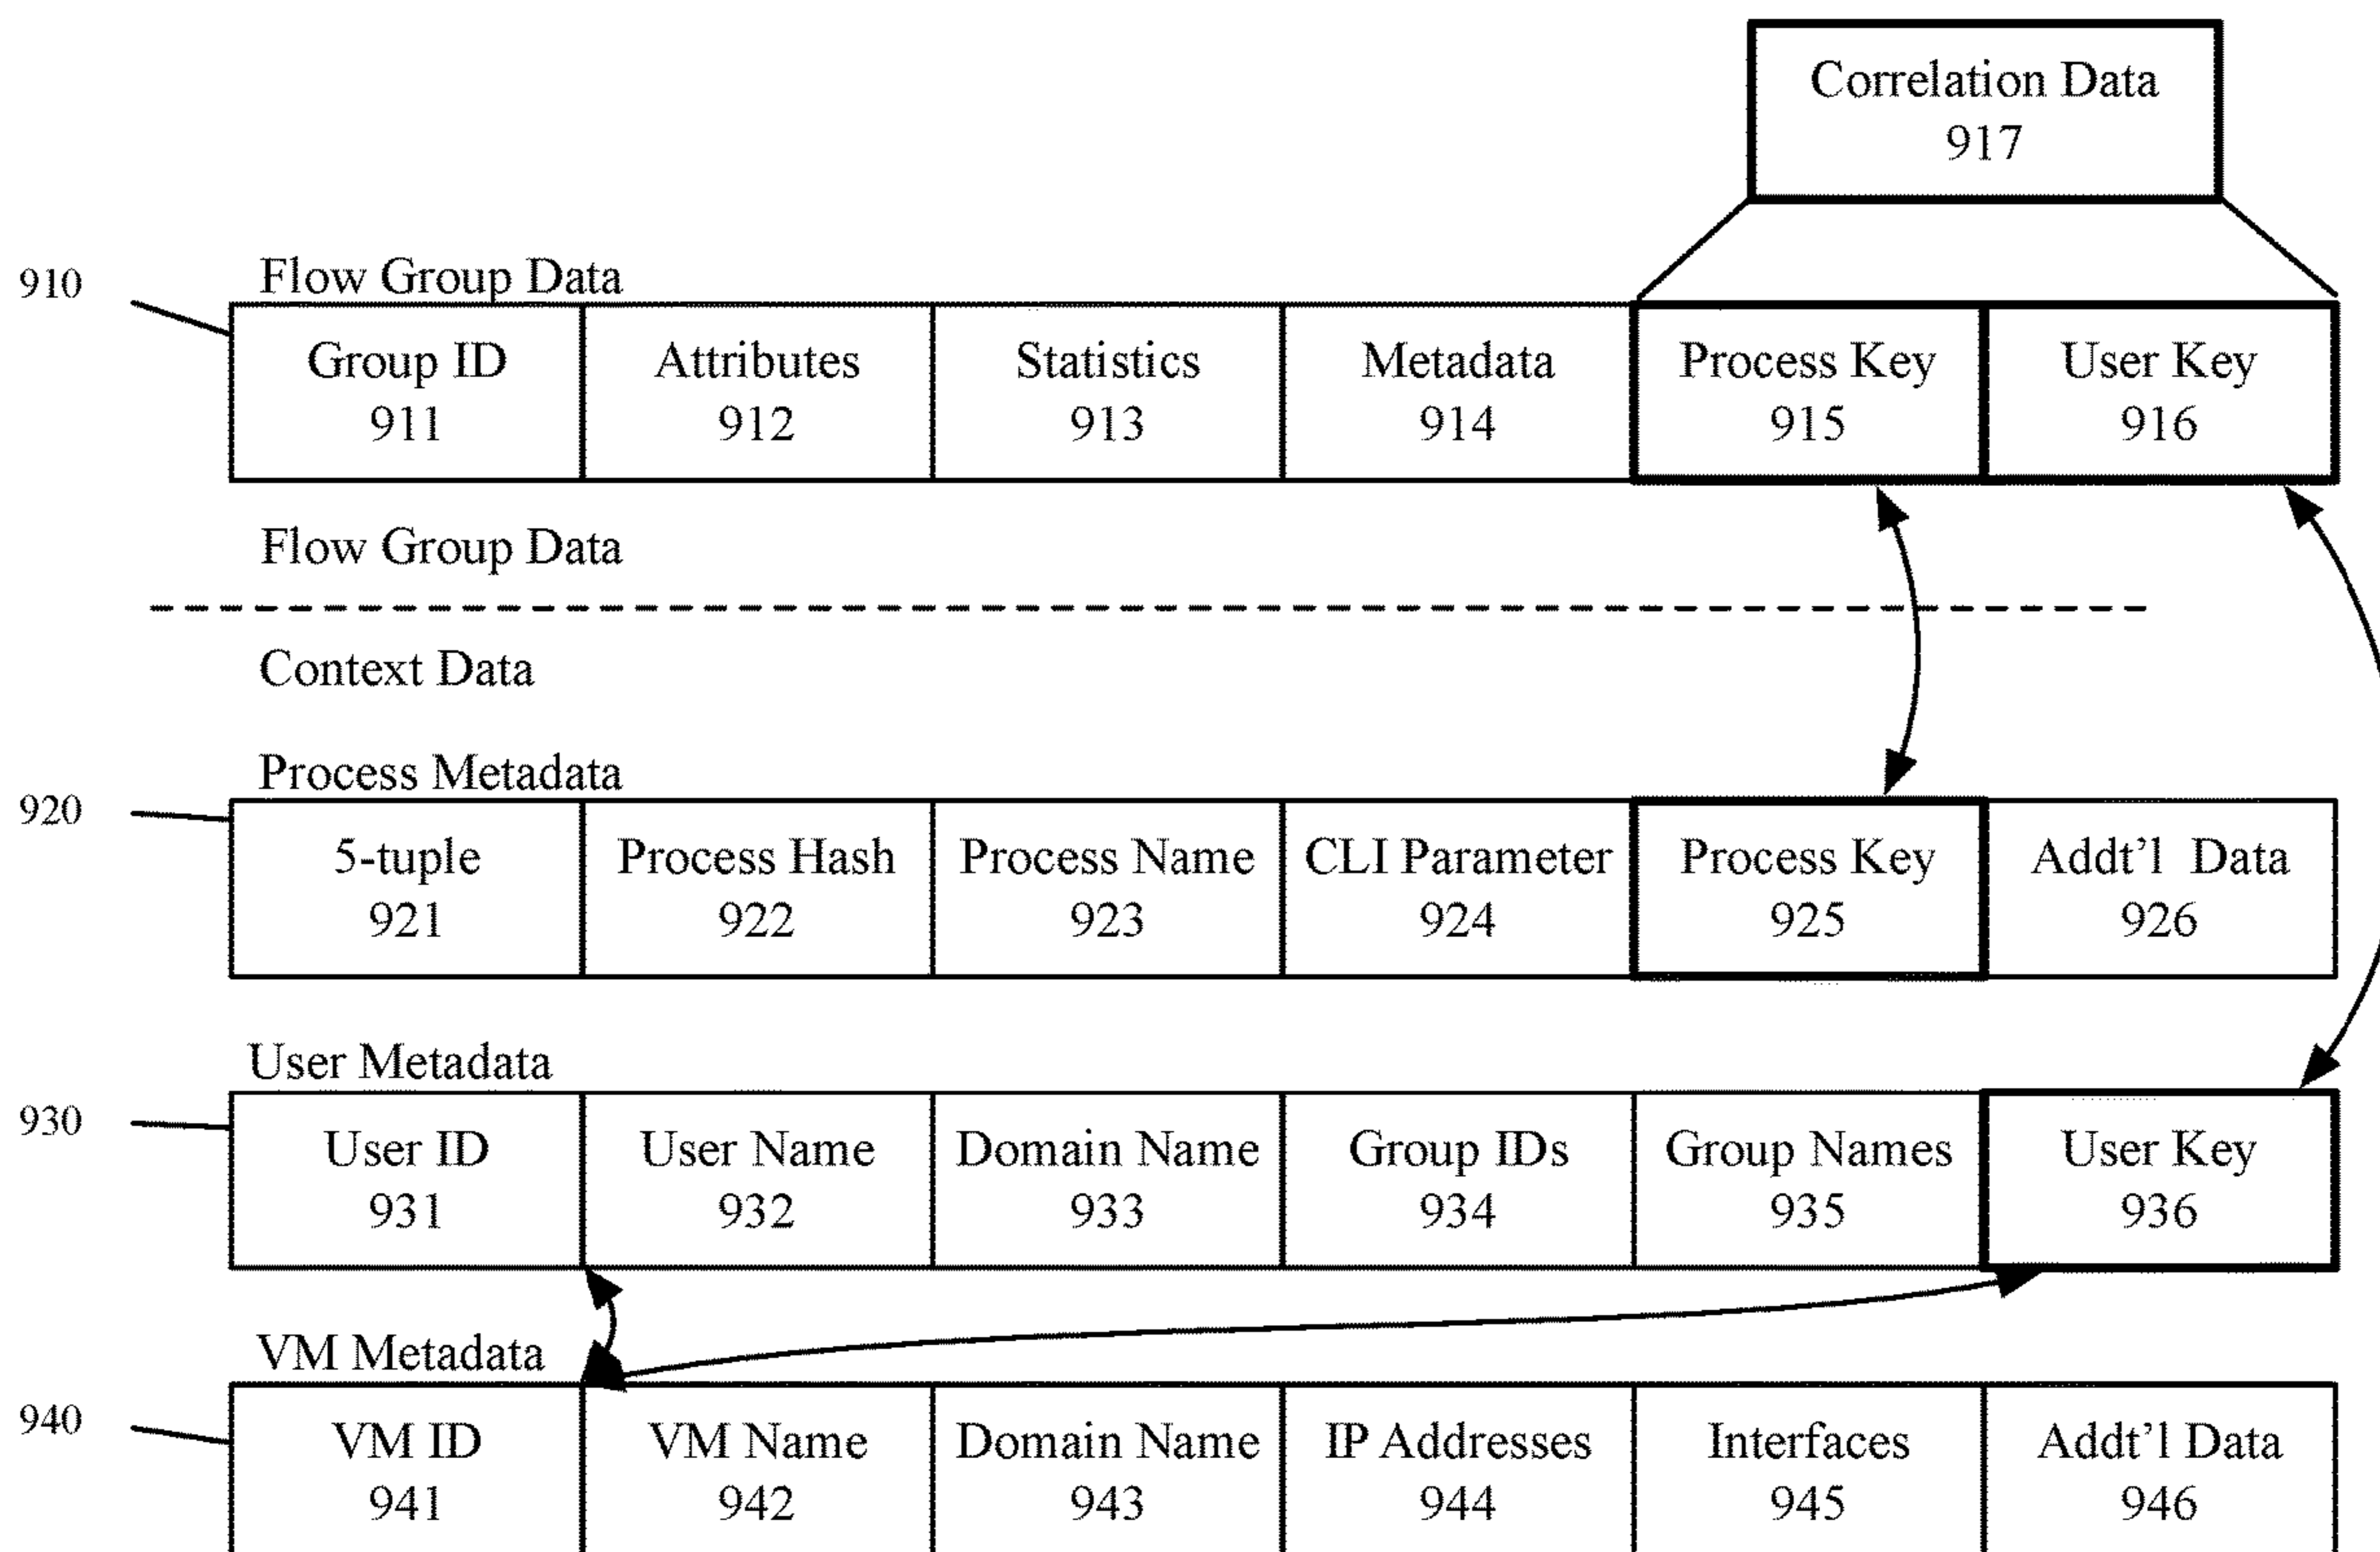 Correlation Data
917
910
Flow Group Data
Group ID
911
Attributes
912
Statistics
913
Metadata
914
Process Key
915
User Key
916
Flow Group Data
Context Data
Process Metadata
920
5-tuple
921
Process Hash
922
Process Name
923
CLI Parameter
924
Process Key
925
Addt'l Data
926
User Metadata
930
User ID
931
User Name
932
Domain Name
933
Group IDs
934
Group Names
935
User Key
936
VM Metadata
940
VM ID
941
VM Name
942
Domain Name
943
IP Addresses
944
Interfaces
945
Addt'l Data
946